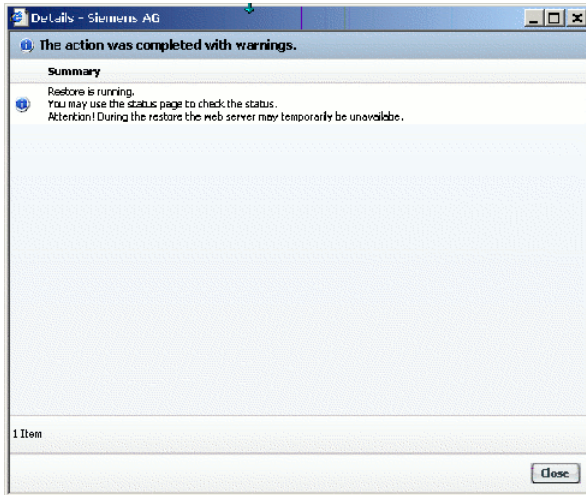 Details - Siemens AG
The action was completed with warnings.
Summary
Restore is running.
You may use the status page to check the status.
Attention! During the restore the web server may temporarily be unavailabe.
1 Item
Close